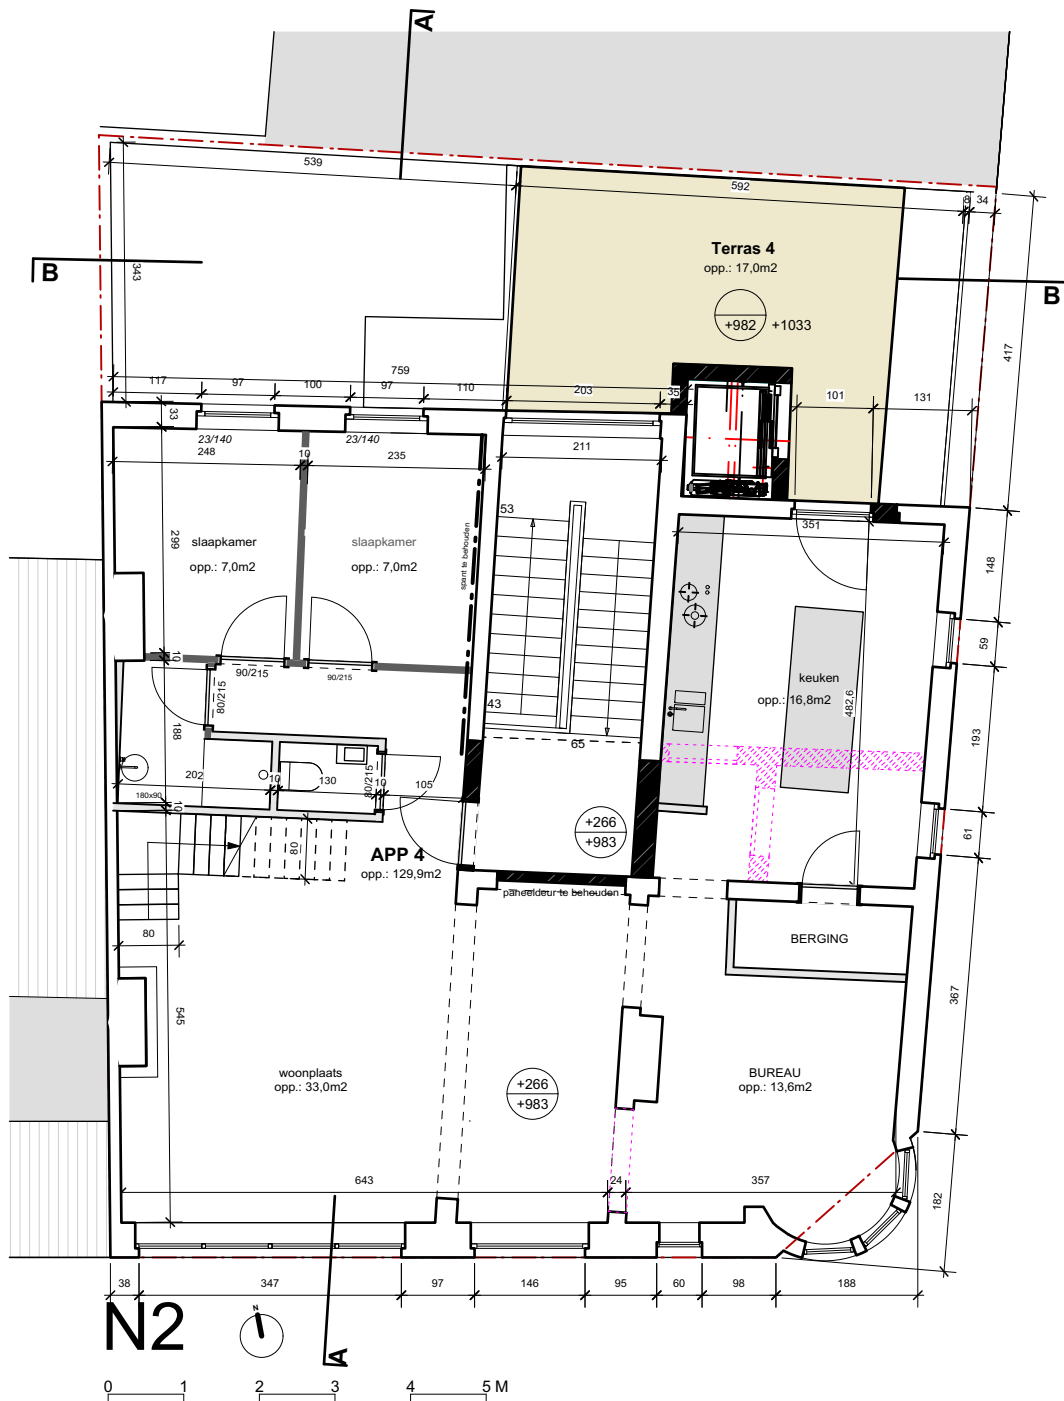 A
539
592
8
34
343
B
Terras 4
opp.: 17,0m2
+982
+1033
B
417
759
117
97
100
97
110
203
35
101
131
33
23/140
23/140
248
10
235
211
53
351
299
slaapkamer
opp.: 7,0m2
slaapkamer
opp.: 7,0m2
spant te behouden
148
59
10
90/215
90/215
80/215
keuken
opp.: 16,8m2
482,6
43
65
188
193
202
10
130
80/215
10
105
180x90
10
80
+266
+983
61
APP 4
opp.: 129,9m2
paneeldeur te behouden
80
BERGING
545
367
woonplaats
opp.: 33,0m2
+266
+983
BUREAU
opp.: 13,6m2
643
24
357
182
38
347
97
146
95
60
98
188
N2
N
A
0 1 2 3 4 5 M